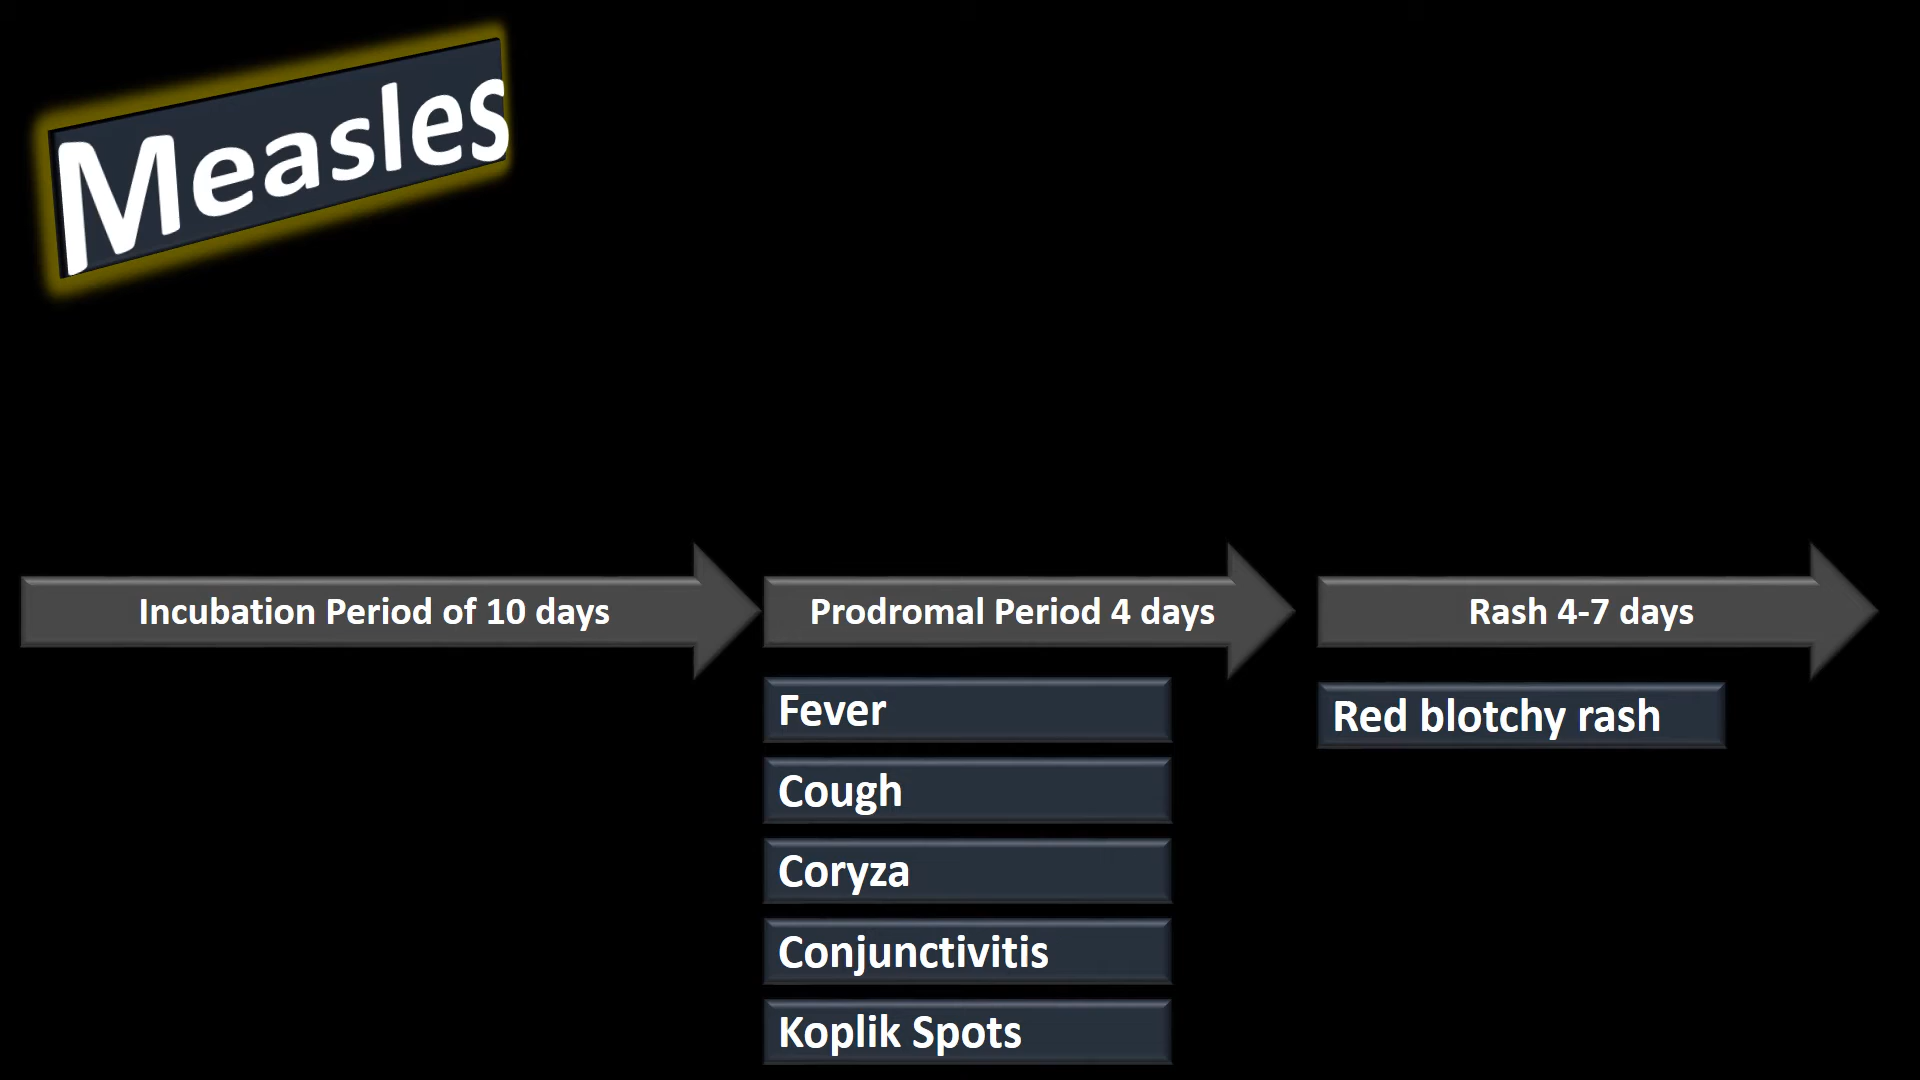 Measles
Incubation Period of 10 days
Prodromal Period 4 days
Rash 4-7 days
Fever
Cough
Coryza
Conjunctivitis
Koplik Spots
Red blotchy rash